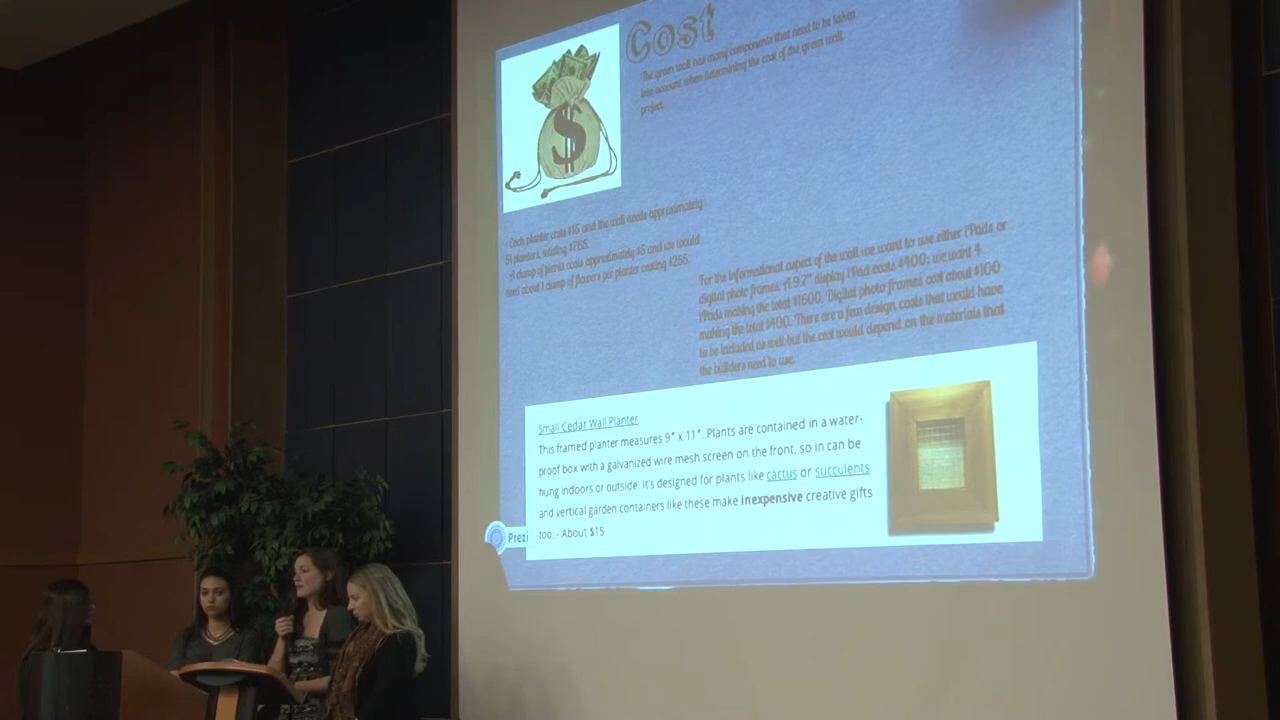 Cost
The green wall has many components that need to be taken
into account when determining the cost of the green wall
project.
$
- Each planter costs $15 and the wall needs approximately
51 planters, totaling $765.
- A clump of plants costs approximately $5 and we would
need about 1 clump of flowers per planter costing $255.
For the informational aspect of the wall we want to use either iPads or
digital photo frames. A 9.7" display iPad costs $400; we want 4
iPads making the total $1600. Digital photo frames cost about $100
making the total $400. There are a few design costs that would have
to be included as well but the cost would depend on the materials that
the builders need to use.
Small Cedar Wall Planter
This framed planter measures 9" x 11". Plants are contained in a water-
proof box with a galvanized wire mesh screen on the front, so in can be
hung indoors or outside. It's designed for plants like cactus or succulents
and vertical garden containers like these make inexpensive creative gifts
too. - About $15
Prezi